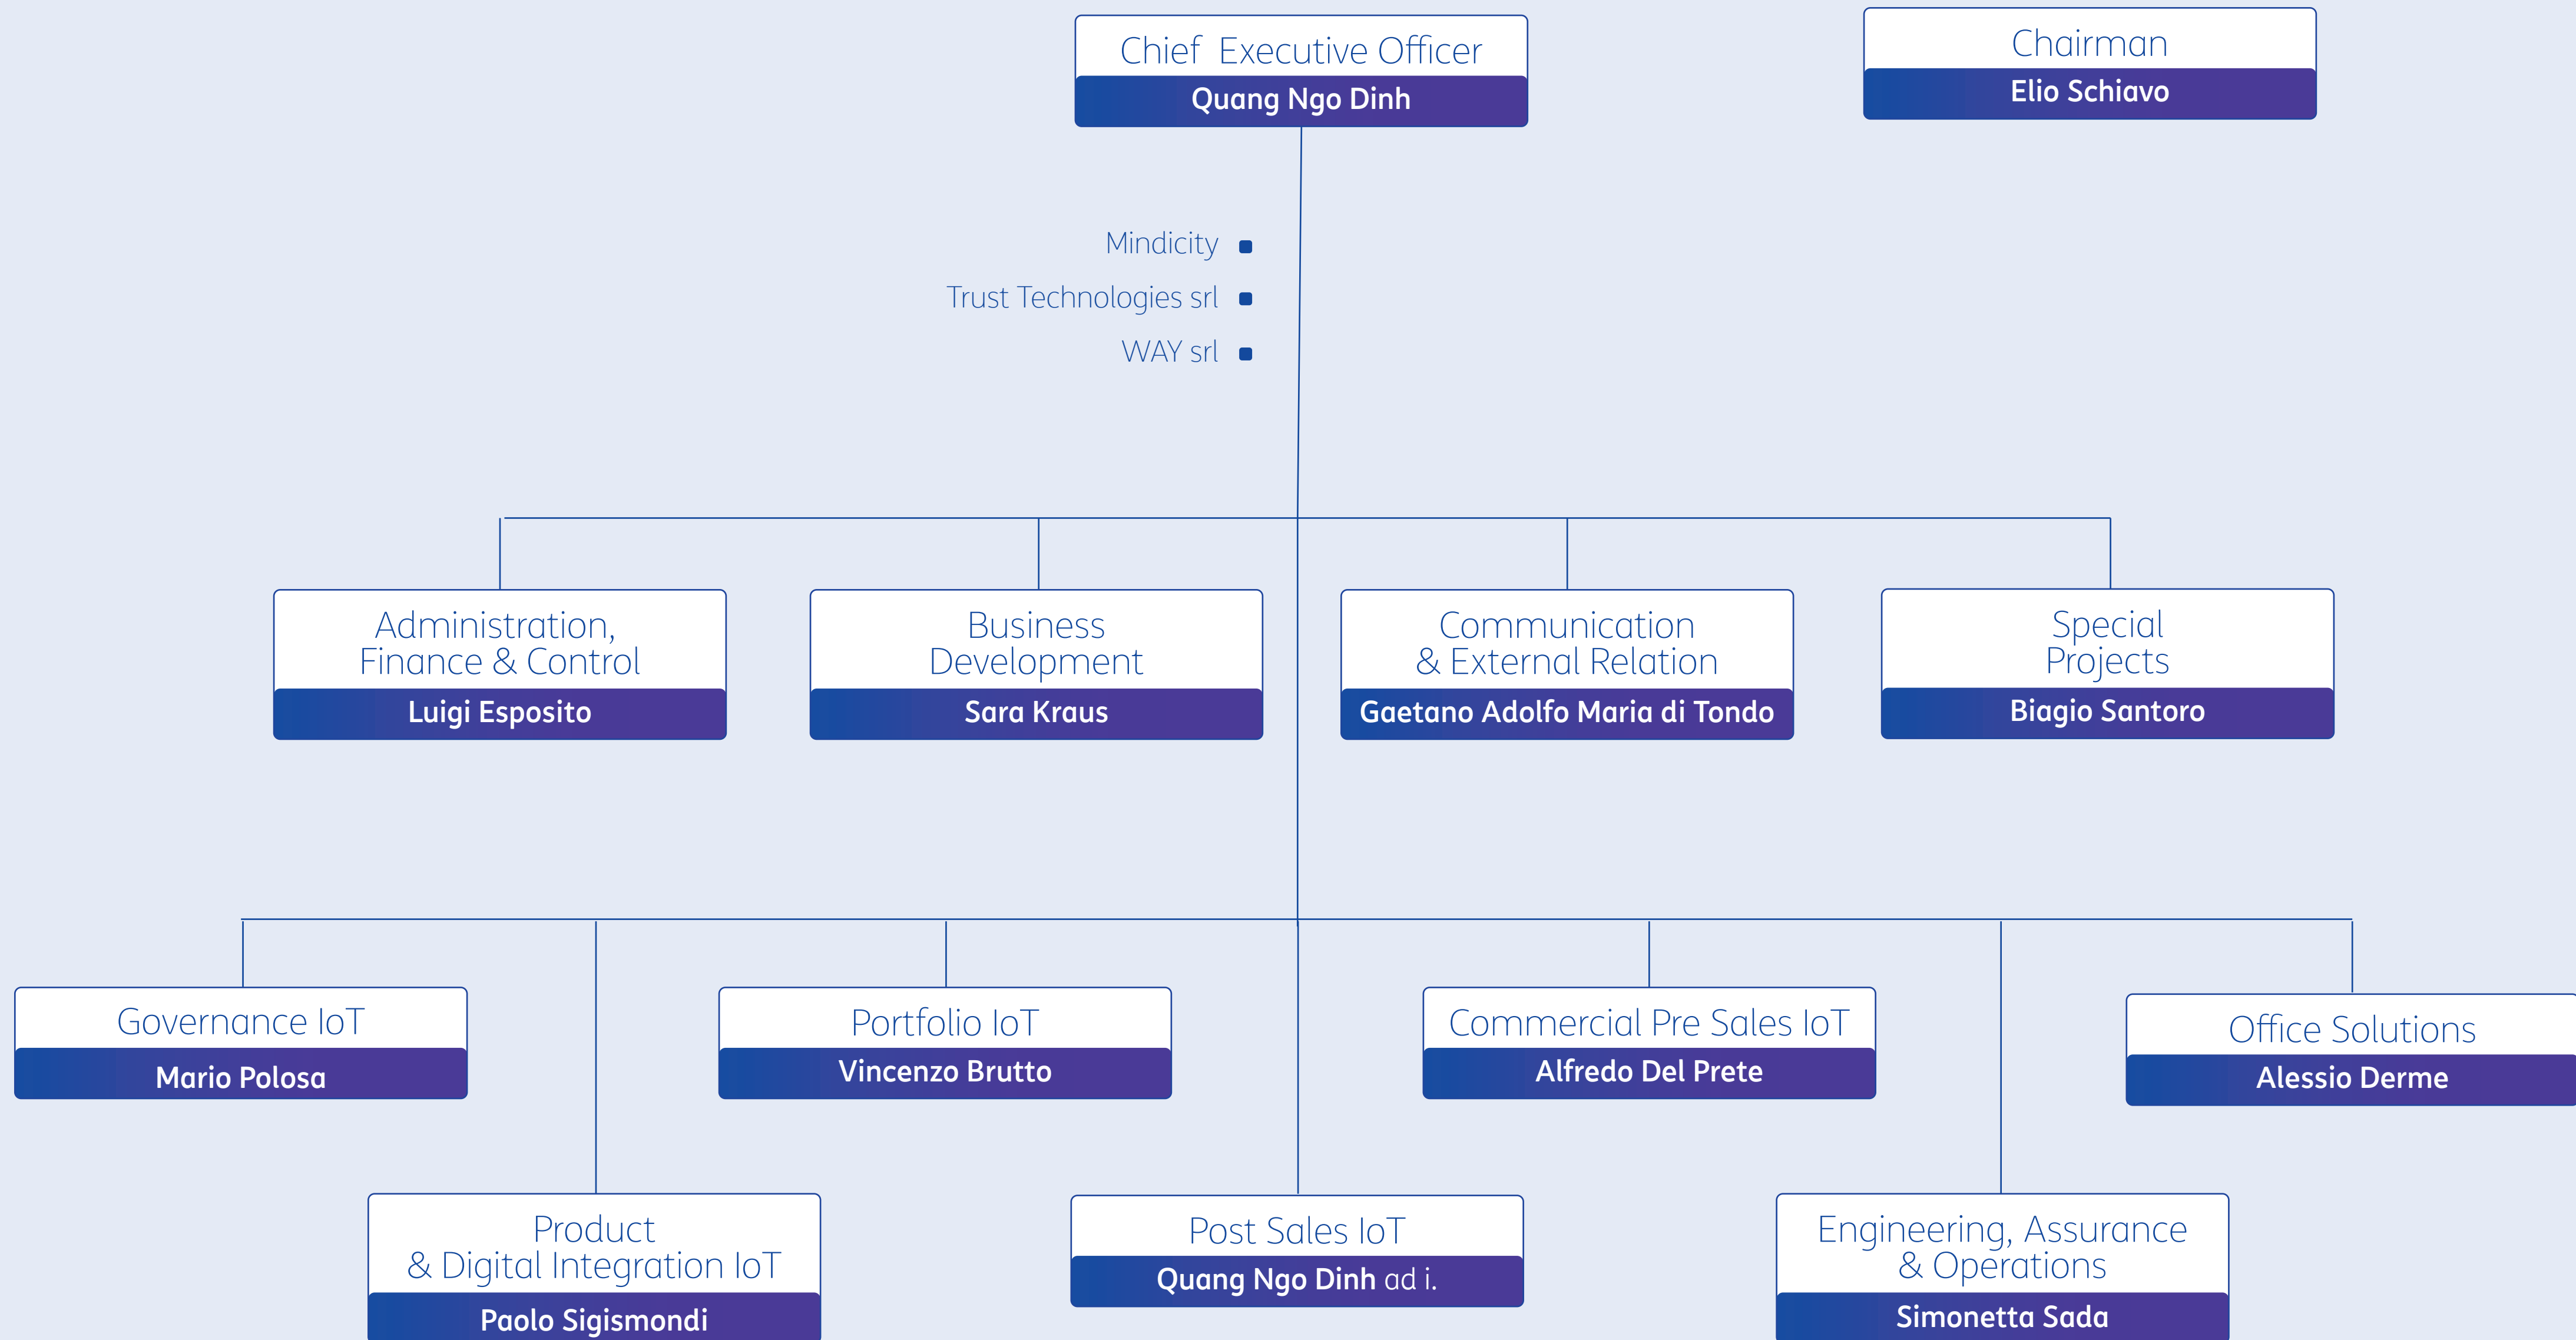 Chief Executive Officer
Quang Ngo Dinh
Chairman
Elio Schiavo
Mindicity
Trust Technologies srl
WAY srl
Administration,
Finance & Control
Luigi Esposito
Business
Development
Sara Kraus
Communication
& External Relation
Gaetano Adolfo Maria di Tondo
Special
Projects
Biagio Santoro
Governance IoT
Mario Polosa
Portfolio IoT
Vincenzo Brutto
Commercial Pre Sales IoT
Alfredo Del Prete
Office Solutions
Alessio Derme
Product
& Digital Integration IoT
Paolo Sigismondi
Post Sales IoT
Quang Ngo Dinh ad i.
Engineering, Assurance
& Operations
Simonetta Sada